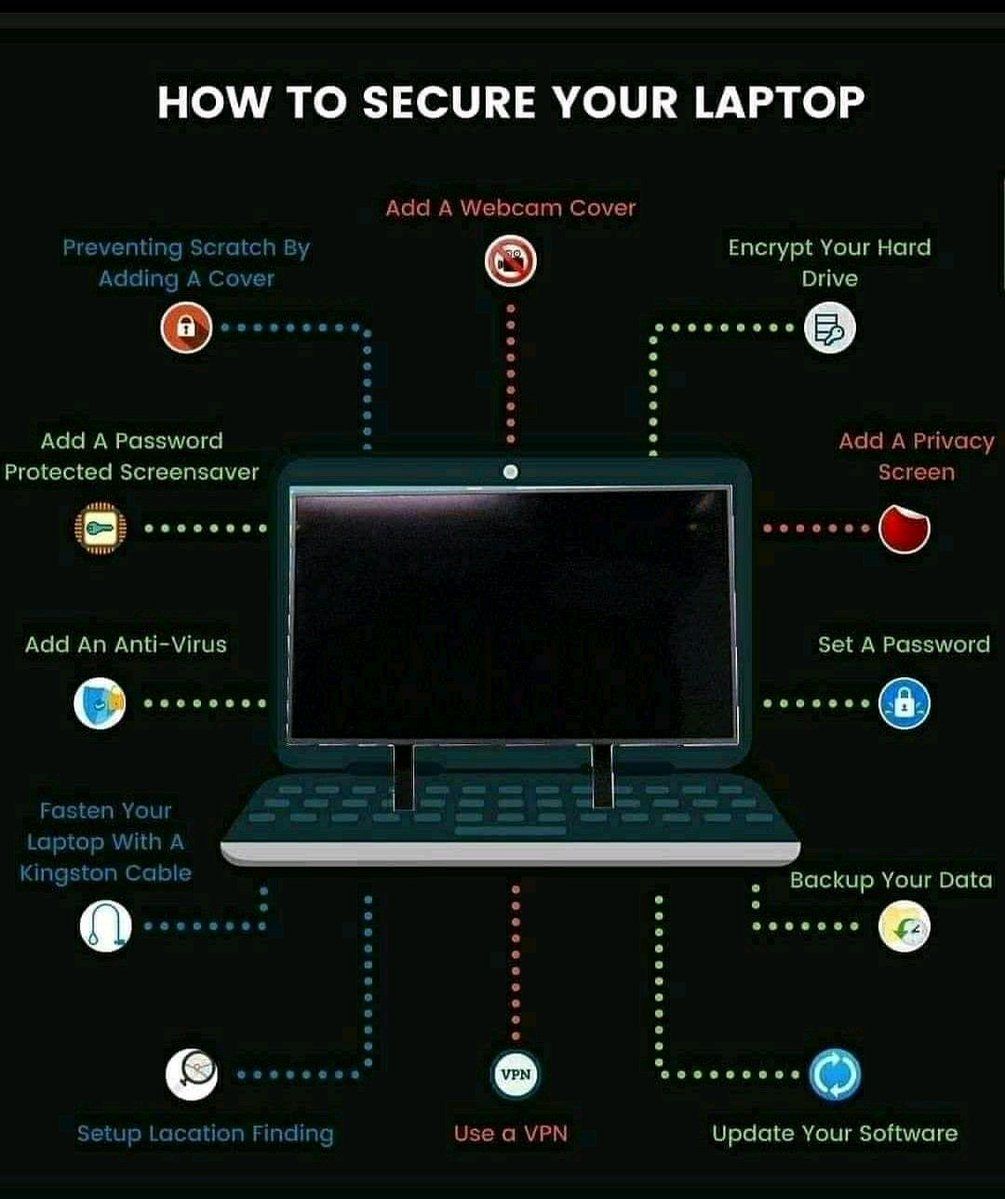 HOW TO SECURE YOUR LAPTOP
Add A Webcam Cover
Preventing Scratch By
Adding A Cover
Encrypt Your Hard
Drive
Add A Password
Protected Screensaver
Add A Privacy
Screen
Add An Anti-Virus
Set A Password
Fasten Your
Laptop With A
Kingston Cable
Backup Your Data
VPN
Setup Lacation Finding
Use a VPN
Update Your Software